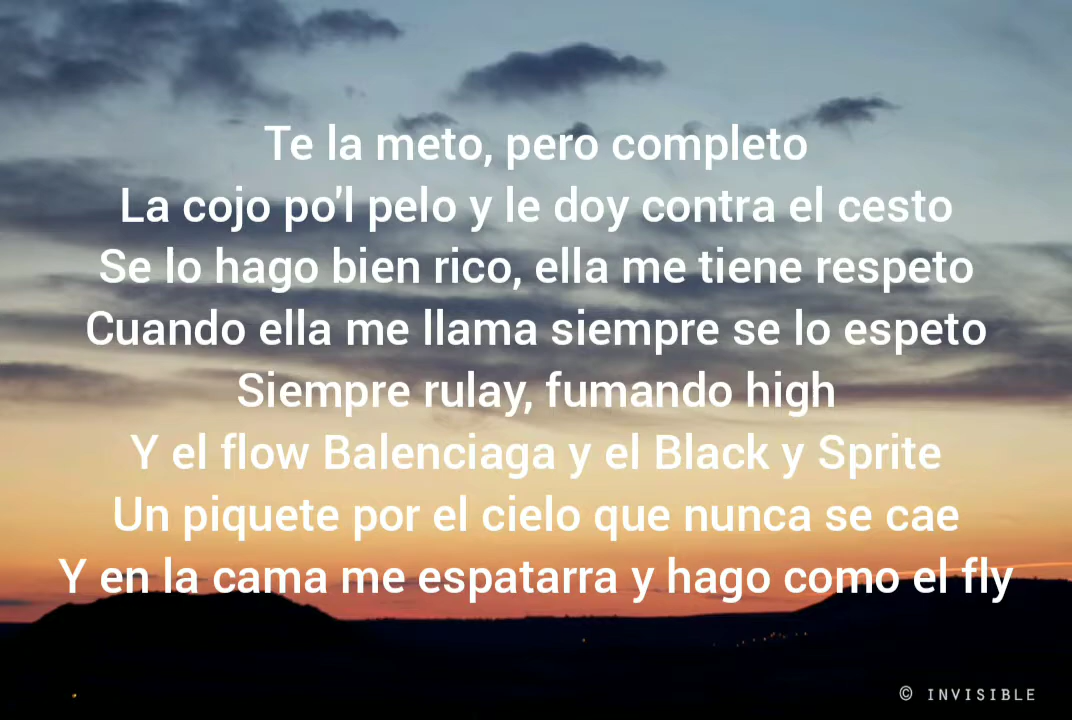 Te la meto, pero completo
La cojo po'l pelo y le doy contra el cesto
Se lo hago bien rico, ella me tiene respeto
Cuando ella me llama siempre se lo espeto
Siempre rulay, fumando high
Y el flow Balenciaga y el Black y Sprite
Un piquete por el cielo que nunca se cae
Y en la cama me espatarra y hago como el fly
© INVISIBLE